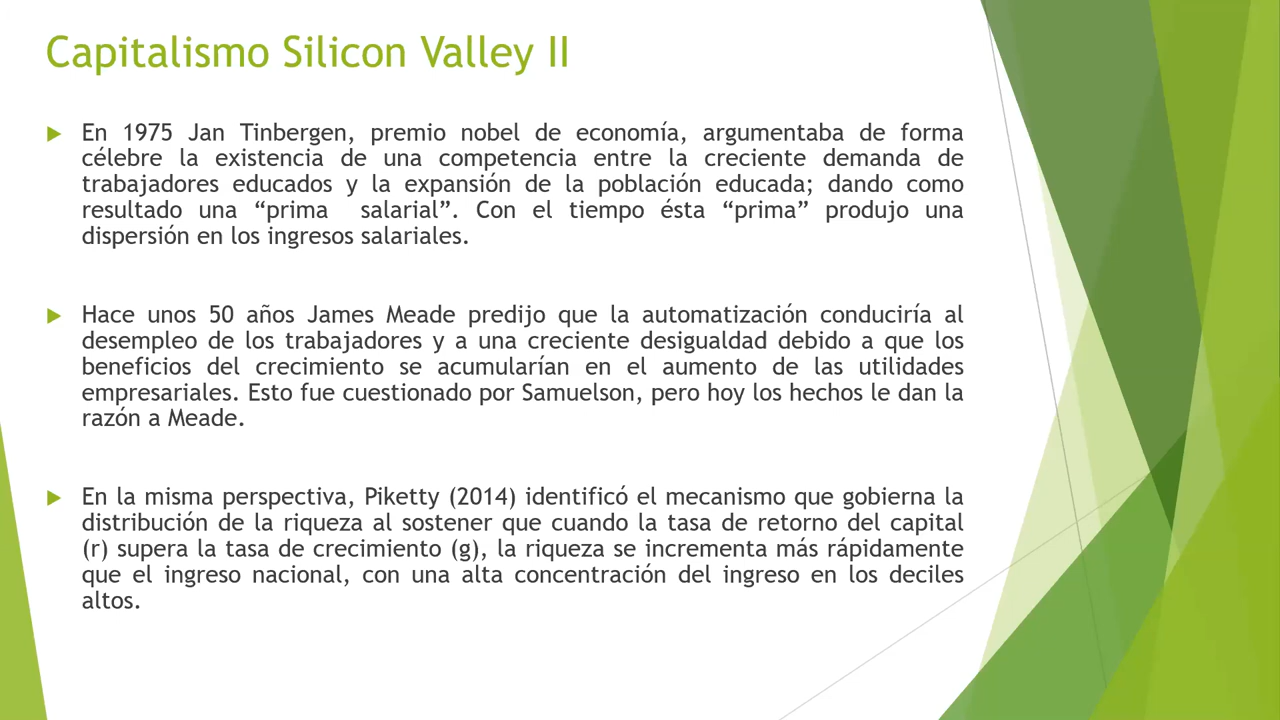 Capitalismo Silicon Valley II
En 1975 Jan Tinbergen, premio nobel de economía, argumentaba de forma
célebre la existencia de una competencia entre la creciente demanda de
trabajadores educados y la expansión de la población educada; dando como
resultado una “prima salarial”. Con el tiempo ésta “prima” produjo una
dispersión en los ingresos salariales.
Hace unos 50 años James Meade predijo que la automatización conduciría al
desempleo de los trabajadores y a una creciente desigualdad debido a que los
beneficios del crecimiento se acumularían en el aumento de las utilidades
empresariales. Esto fue cuestionado por Samuelson, pero hoy los hechos le dan la
razón a Meade.
En la misma perspectiva, Piketty (2014) identificó el mecanismo que gobierna la
distribución de la riqueza al sostener que cuando la tasa de retorno del capital
(r) supera la tasa de crecimiento (g), la riqueza se incrementa más rápidamente
que el ingreso nacional, con una alta concentración del ingreso en los deciles
altos.